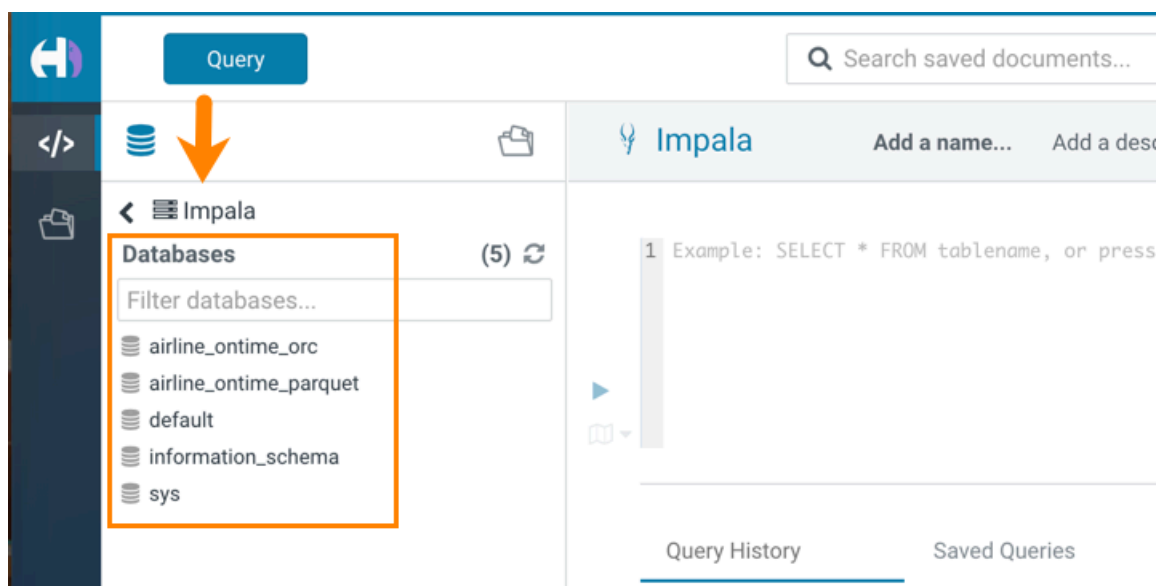 Query
Search saved documents...
</>
Impala
Add a name...
Add a desc
Impala
Databases
(5)
Filter databases...
airline_ontime_orc
airline_ontime_parquet
default
information_schema
sys
1 Example: SELECT * FROM tablename, or press
Query History
Saved Queries